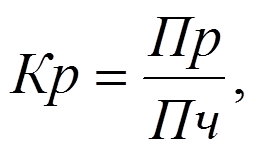 Кр = Пр / Пч,